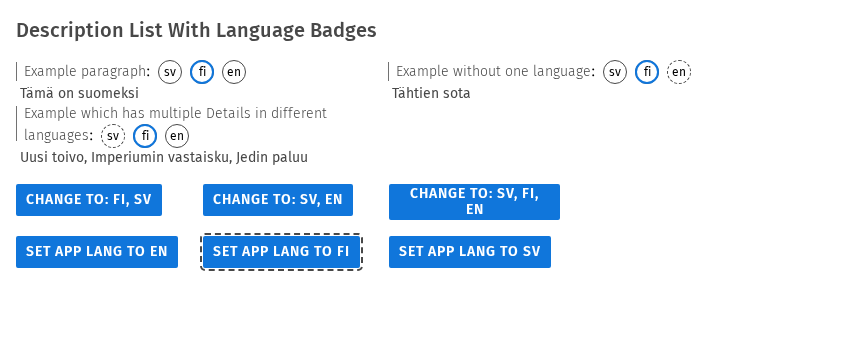 Description List With Language Badges
Example paragraph: sv fi en
Tämä on suomeksi
Example without one language: sv fi en
Tähtien sota
Example which has multiple Details in different
languages: sv fi en
Uusi toivo, Imperiumin vastaisku, Jedin paluu
CHANGE TO: FI, SV
CHANGE TO: SV, EN
CHANGE TO: SV, FI,
EN
SET APP LANG TO EN
SET APP LANG TO FI
SET APP LANG TO SV